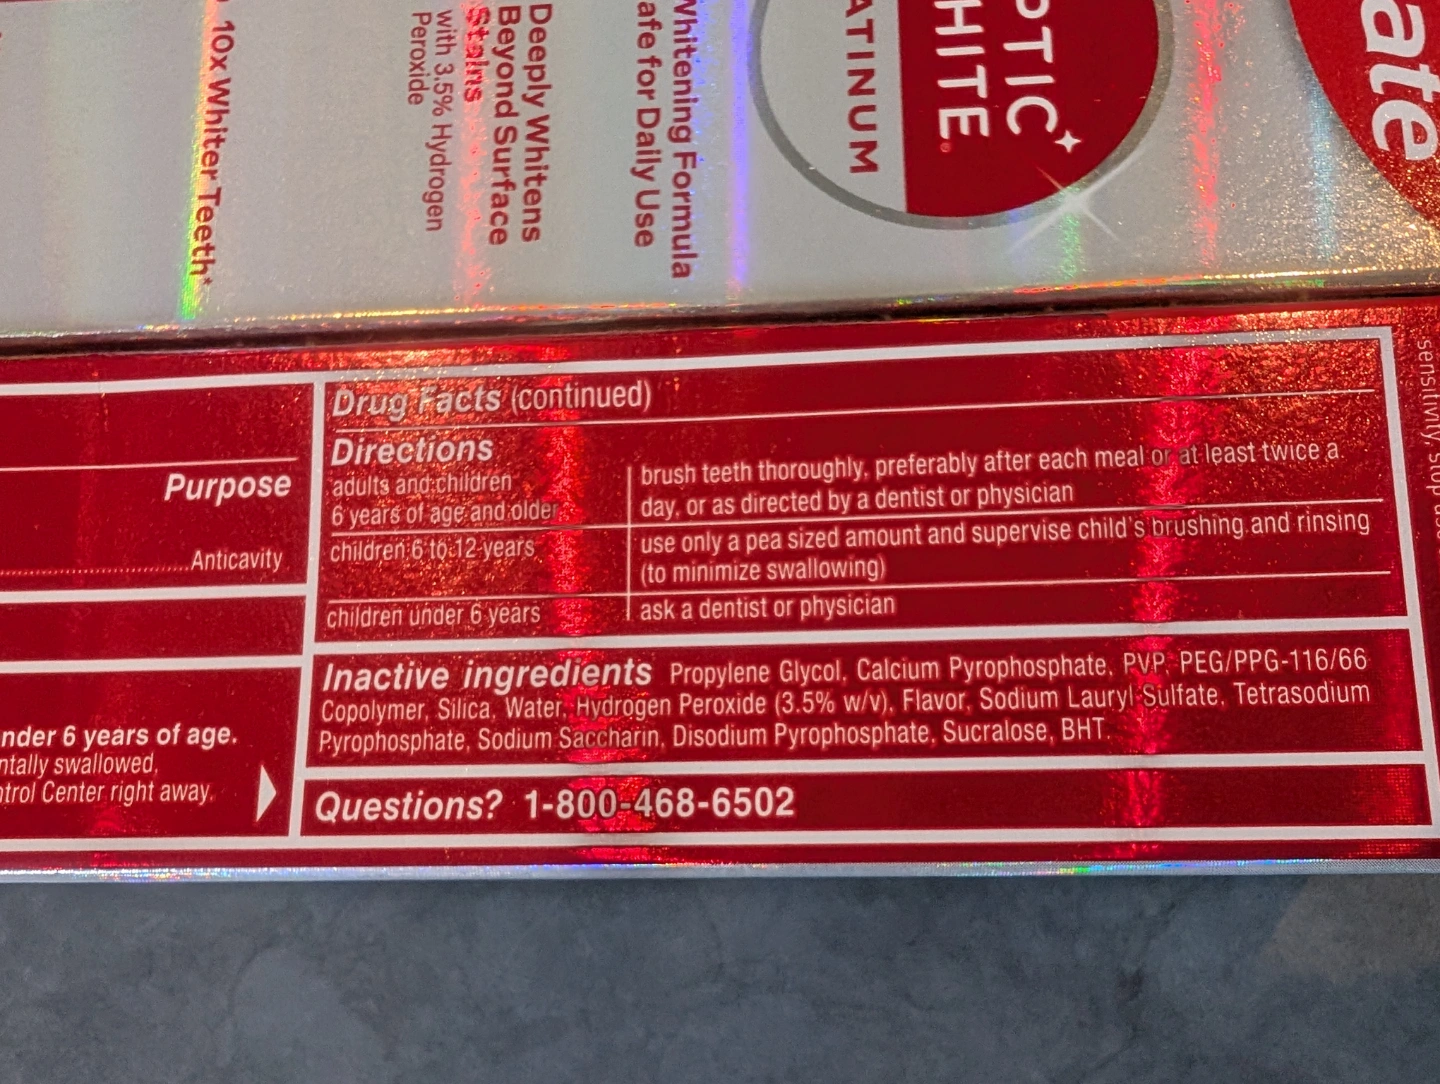 10x Whiter Teeth*
Deeply Whitens
Beyond Surface
Stains
with 3.5% Hydrogen
Peroxide
Whitening Formula
afe for Daily Use
PTIC
HITE®
ATINUM
ate
Purpose
Anticavity
nder 6 years of age.
ntally swallowed,
ntrol Center right away.
Drug Facts (continued)
Directions
adults and children
6 years of age and older
brush teeth thoroughly, preferably after each meal or at least twice a
day, or as directed by a dentist or physician
children 6 to 12 years
use only a pea sized amount and supervise child's brushing and rinsing
(to minimize swallowing)
children under 6 years
ask a dentist or physician
Inactive ingredients Propylene Glycol, Calcium Pyrophosphate, PVP, PEG/PPG-116/66
Copolymer, Silica, Water, Hydrogen Peroxide (3.5% w/v), Flavor, Sodium Lauryl Sulfate, Tetrasodium
Pyrophosphate, Sodium Saccharin, Disodium Pyrophosphate, Sucralose, BHT.
Questions? 1-800-468-6502
sensitivity, stop